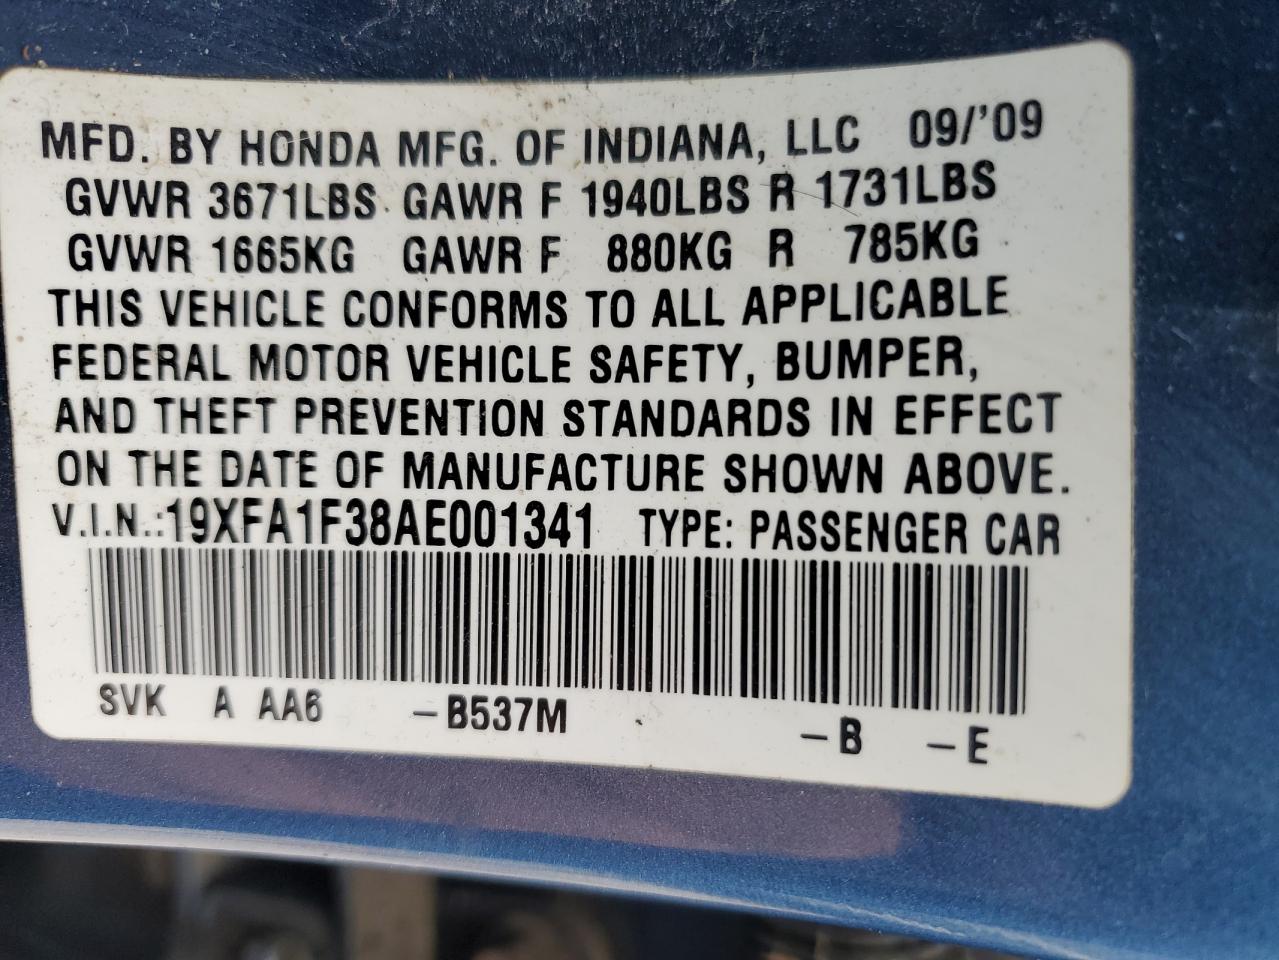 MFD. BY HONDA MFG. OF INDIANA, LLC 09/'09
GVWR 3671LBS GAWR F 1940LBS R 1731LBS
GVWR 1665KG GAWR F 880KG R 785KG
THIS VEHICLE CONFORMS TO ALL APPLICABLE
FEDERAL MOTOR VEHICLE SAFETY, BUMPER,
AND THEFT PREVENTION STANDARDS IN EFFECT
ON THE DATE OF MANUFACTURE SHOWN ABOVE.
V.I.N.:19XFA1F38AE001341 TYPE: PASSENGER CAR
SVK A AA6 -B537M -B -E